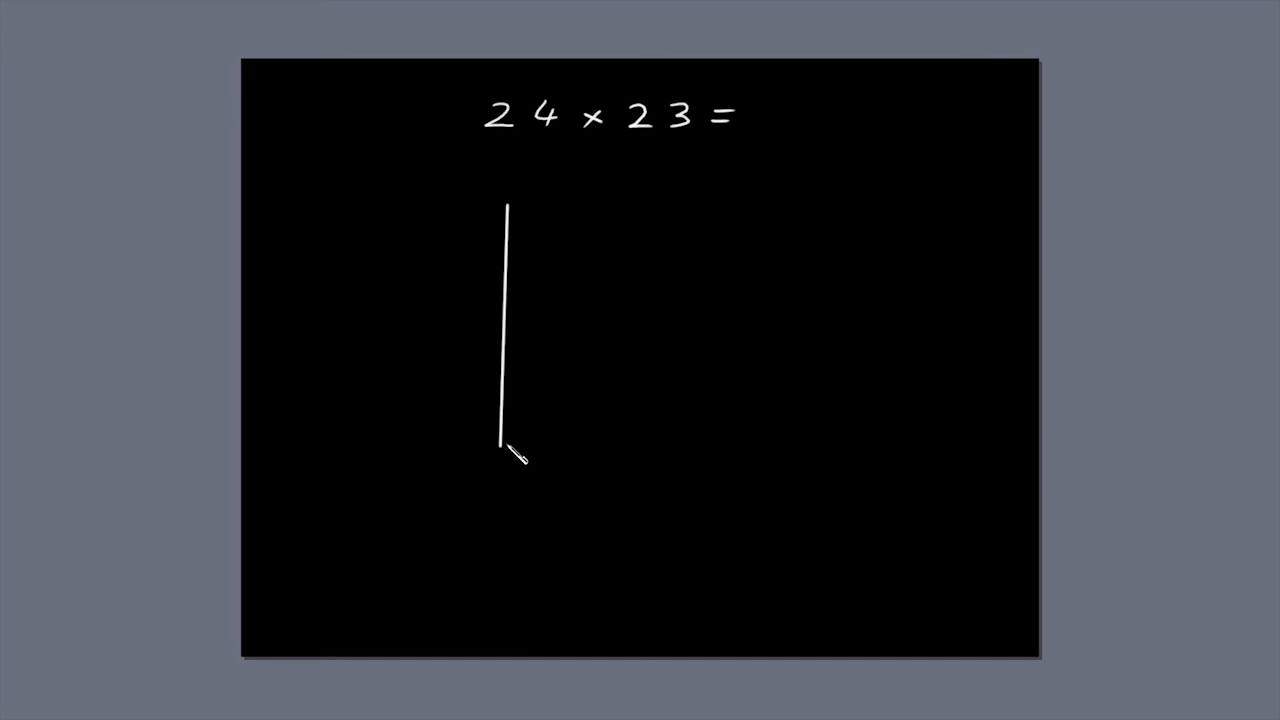 24 × 23 =